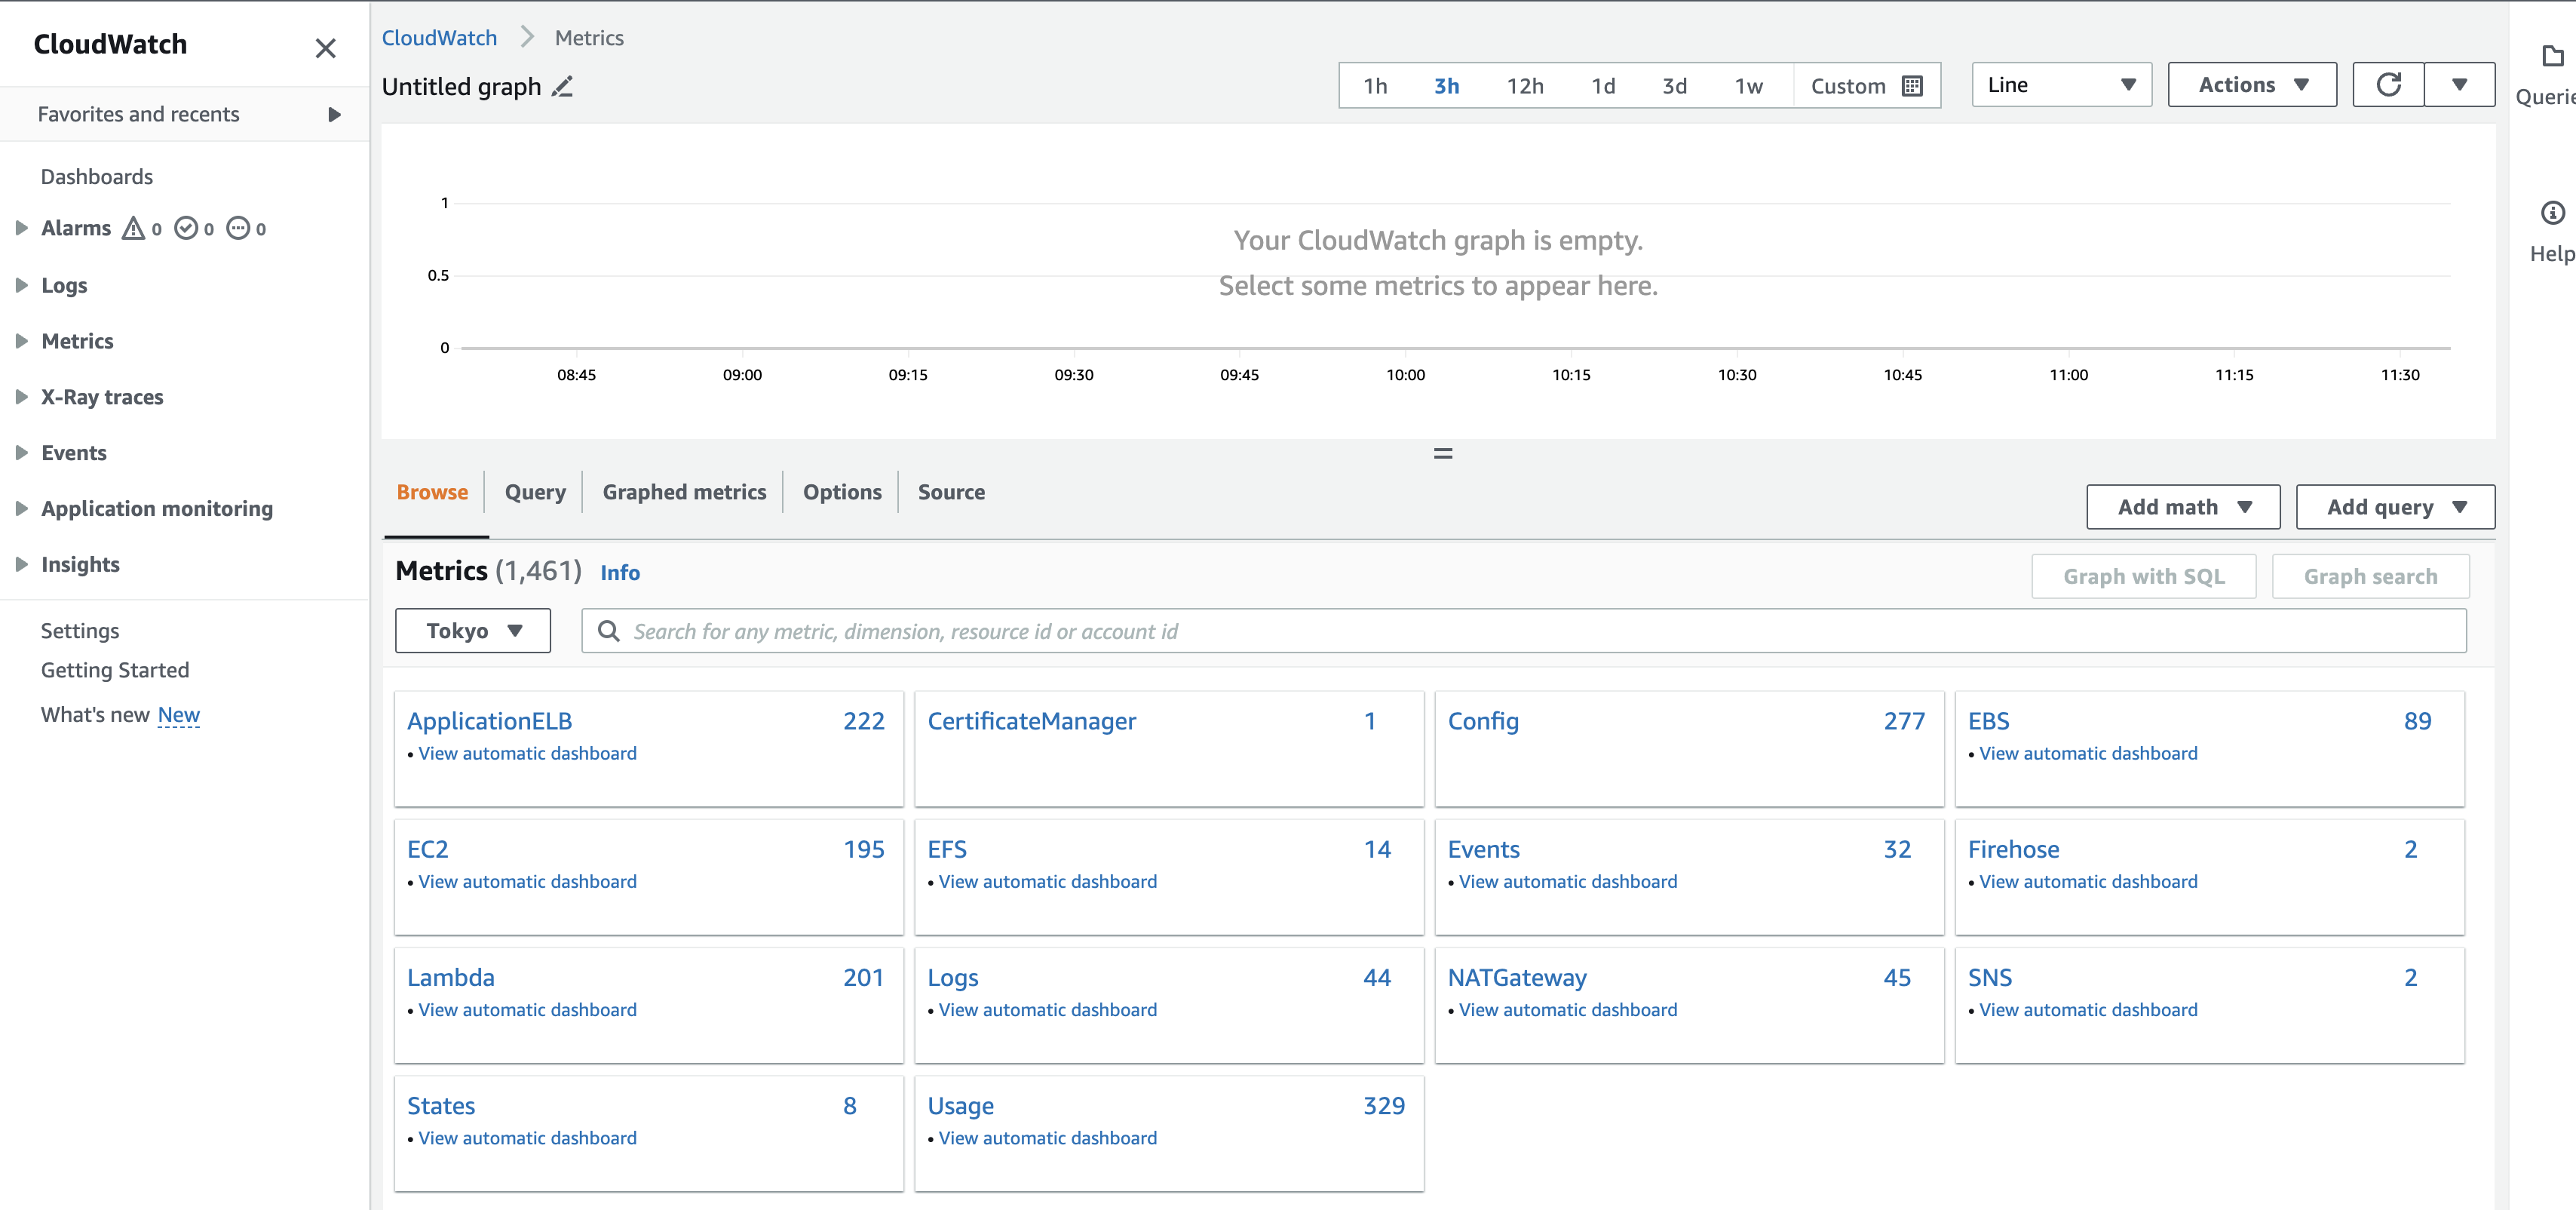 CloudWatch
Favorites and recents
Dashboards
Alarms 0 0 0
Logs
Metrics
X-Ray traces
Events
Application monitoring
Insights
Settings
Getting Started
What's new New
CloudWatch Metrics
Untitled graph
1h 3h 12h 1d 3d 1w Custom
Line
Actions
1
0.5
0
Your CloudWatch graph is empty.
Select some metrics to appear here.
08:45 09:00 09:15 09:30 09:45 10:00 10:15 10:30 10:45 11:00 11:15 11:30
Browse Query Graphed metrics Options Source
Add math Add query
Metrics (1,461) Info
Graph with SQL Graph search
Tokyo
Search for any metric, dimension, resource id or account id
ApplicationELB 222
• View automatic dashboard
CertificateManager 1
Config 277
EBS 89
• View automatic dashboard
EC2 195
• View automatic dashboard
EFS 14
• View automatic dashboard
Events 32
• View automatic dashboard
Firehose 2
• View automatic dashboard
Lambda 201
• View automatic dashboard
Logs 44
• View automatic dashboard
NATGateway 45
• View automatic dashboard
SNS 2
• View automatic dashboard
States 8
• View automatic dashboard
Usage 329
• View automatic dashboard
Querie
Help